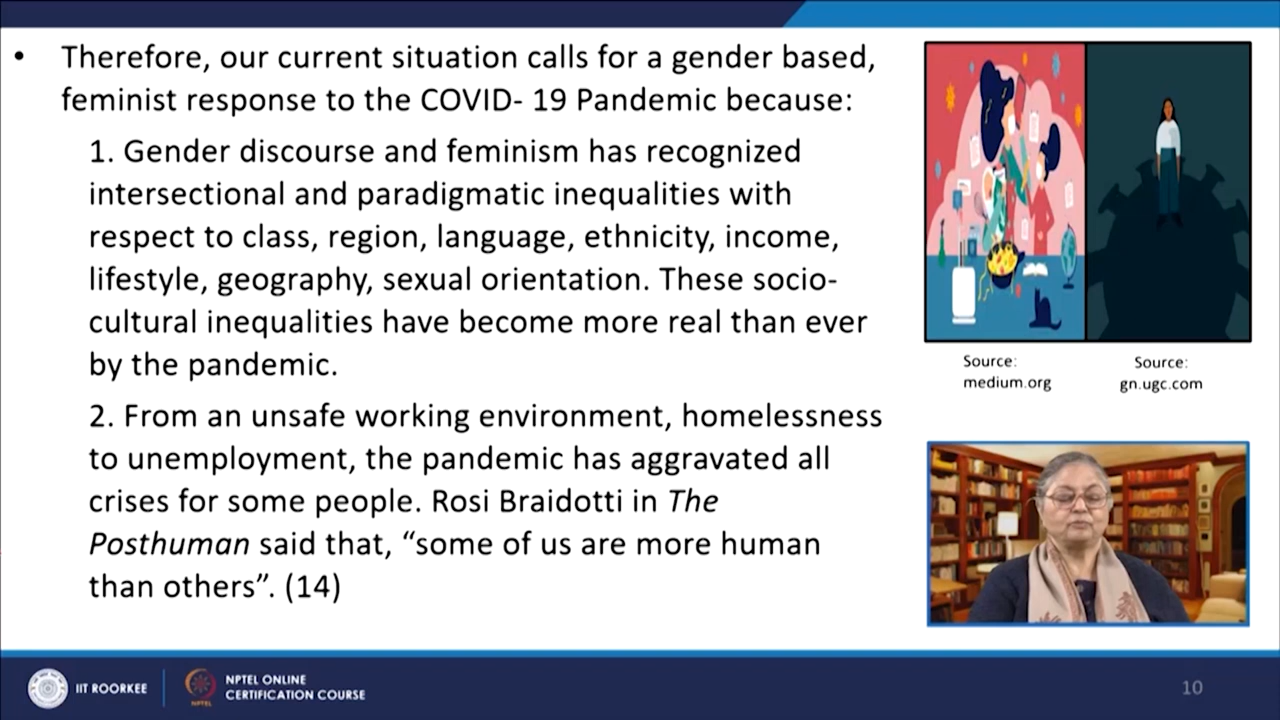 • Therefore, our current situation calls for a gender based,
feminist response to the COVID- 19 Pandemic because:
1. Gender discourse and feminism has recognized
intersectional and paradigmatic inequalities with
respect to class, region, language, ethnicity, income,
lifestyle, geography, sexual orientation. These socio-
cultural inequalities have become more real than ever
by the pandemic.
2. From an unsafe working environment, homelessness
to unemployment, the pandemic has aggravated all
crises for some people. Rosi Braidotti in The
Posthuman said that, “some of us are more human
than others”. (14)
Source:
medium.org
Source:
gn.ugc.com
IIT ROORKEE
NPTEL
NPTEL ONLINE
CERTIFICATION COURSE
10